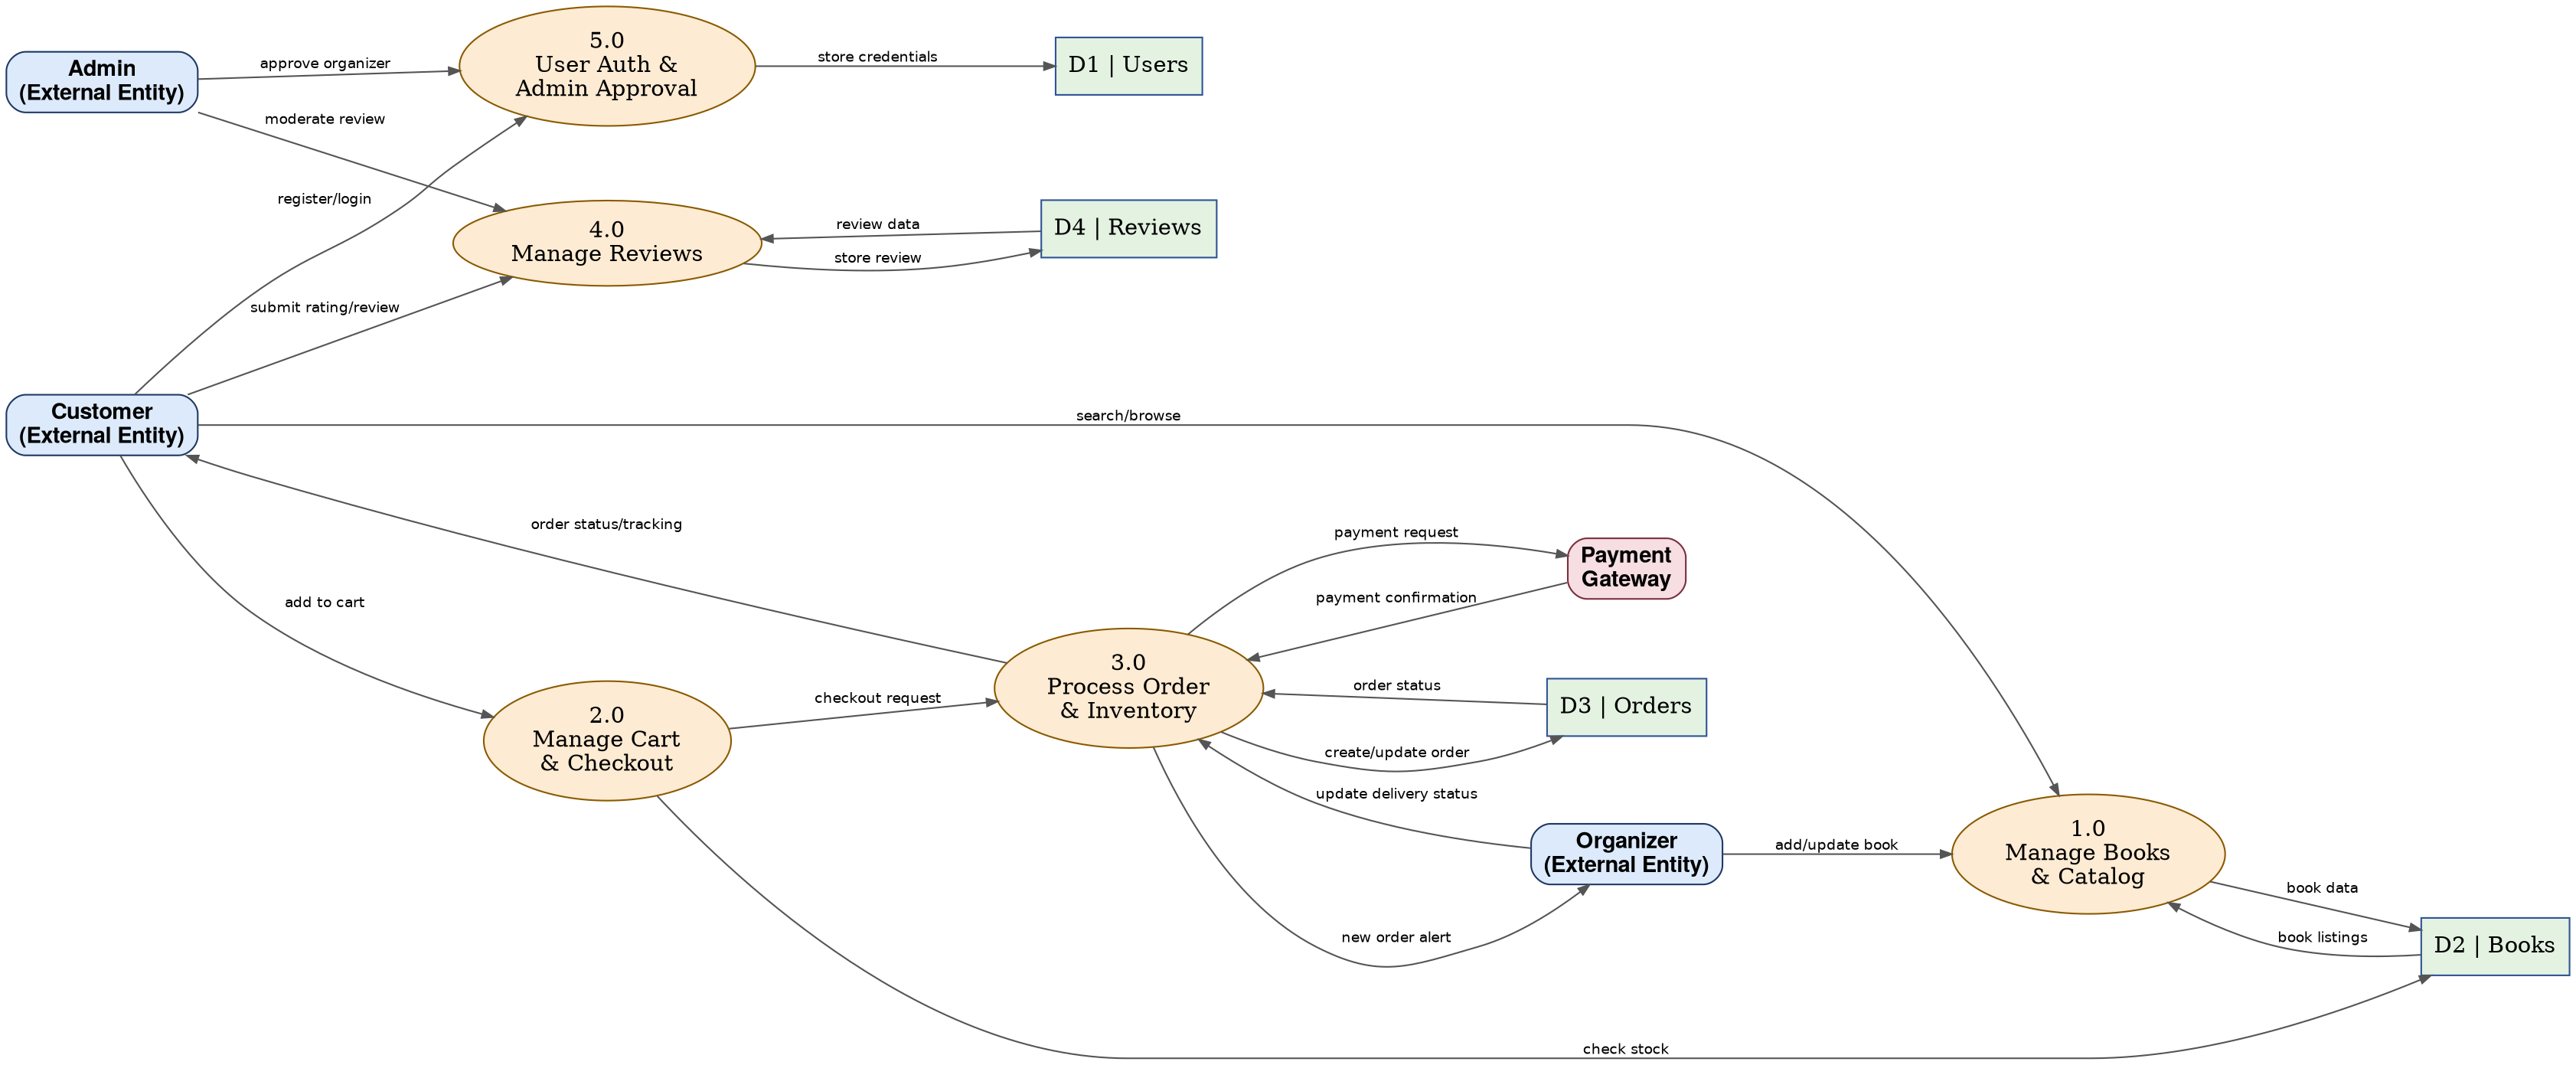 Admin
(External Entity)
approve organizer
moderate review
5.0
User Auth &
Admin Approval
store credentials
D1 | Users
register/login
4.0
Manage Reviews
review data
store review
D4 | Reviews
submit rating/review
Customer
(External Entity)
search/browse
order status/tracking
add to cart
payment request
Payment
Gateway
payment confirmation
3.0
Process Order
& Inventory
2.0
Manage Cart
& Checkout
checkout request
order status
D3 | Orders
create/update order
update delivery status
Organizer
(External Entity)
add/update book
1.0
Manage Books
& Catalog
book data
book listings
D2 | Books
new order alert
check stock